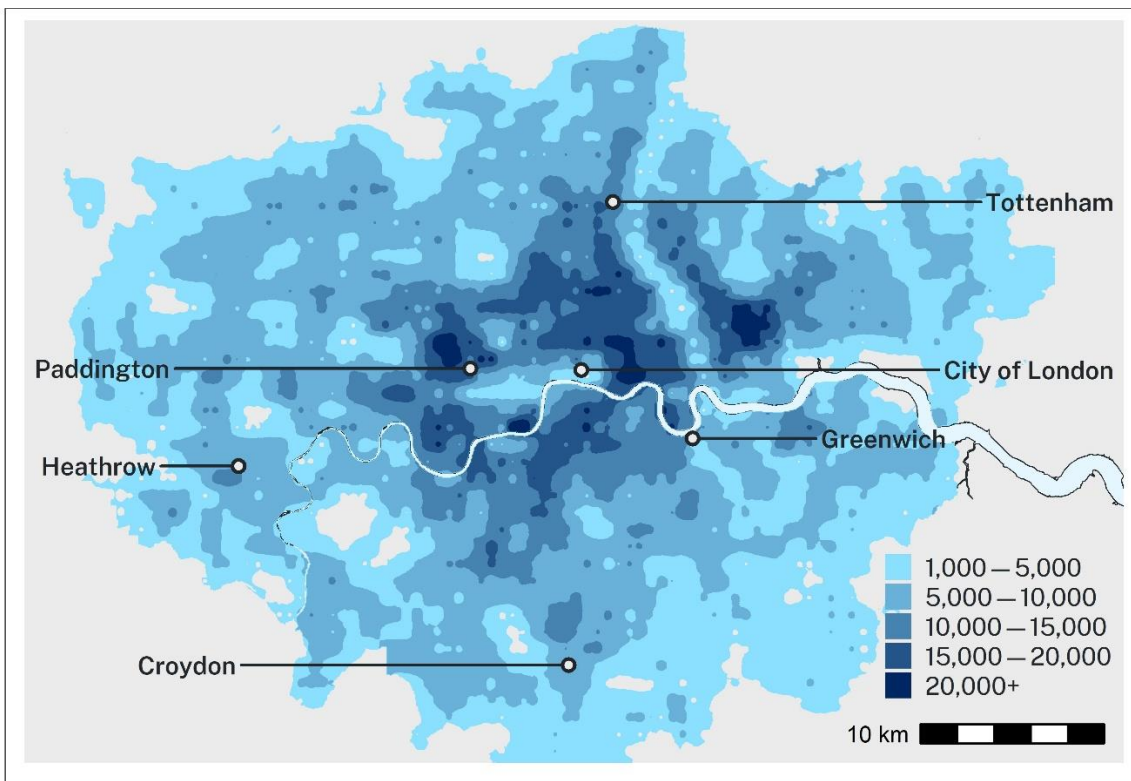 Tottenham
Paddington
City of London
Greenwich
Heathrow
Croydon
1,000 — 5,000
5,000 — 10,000
10,000 — 15,000
15,000 — 20,000
20,000+
10 km